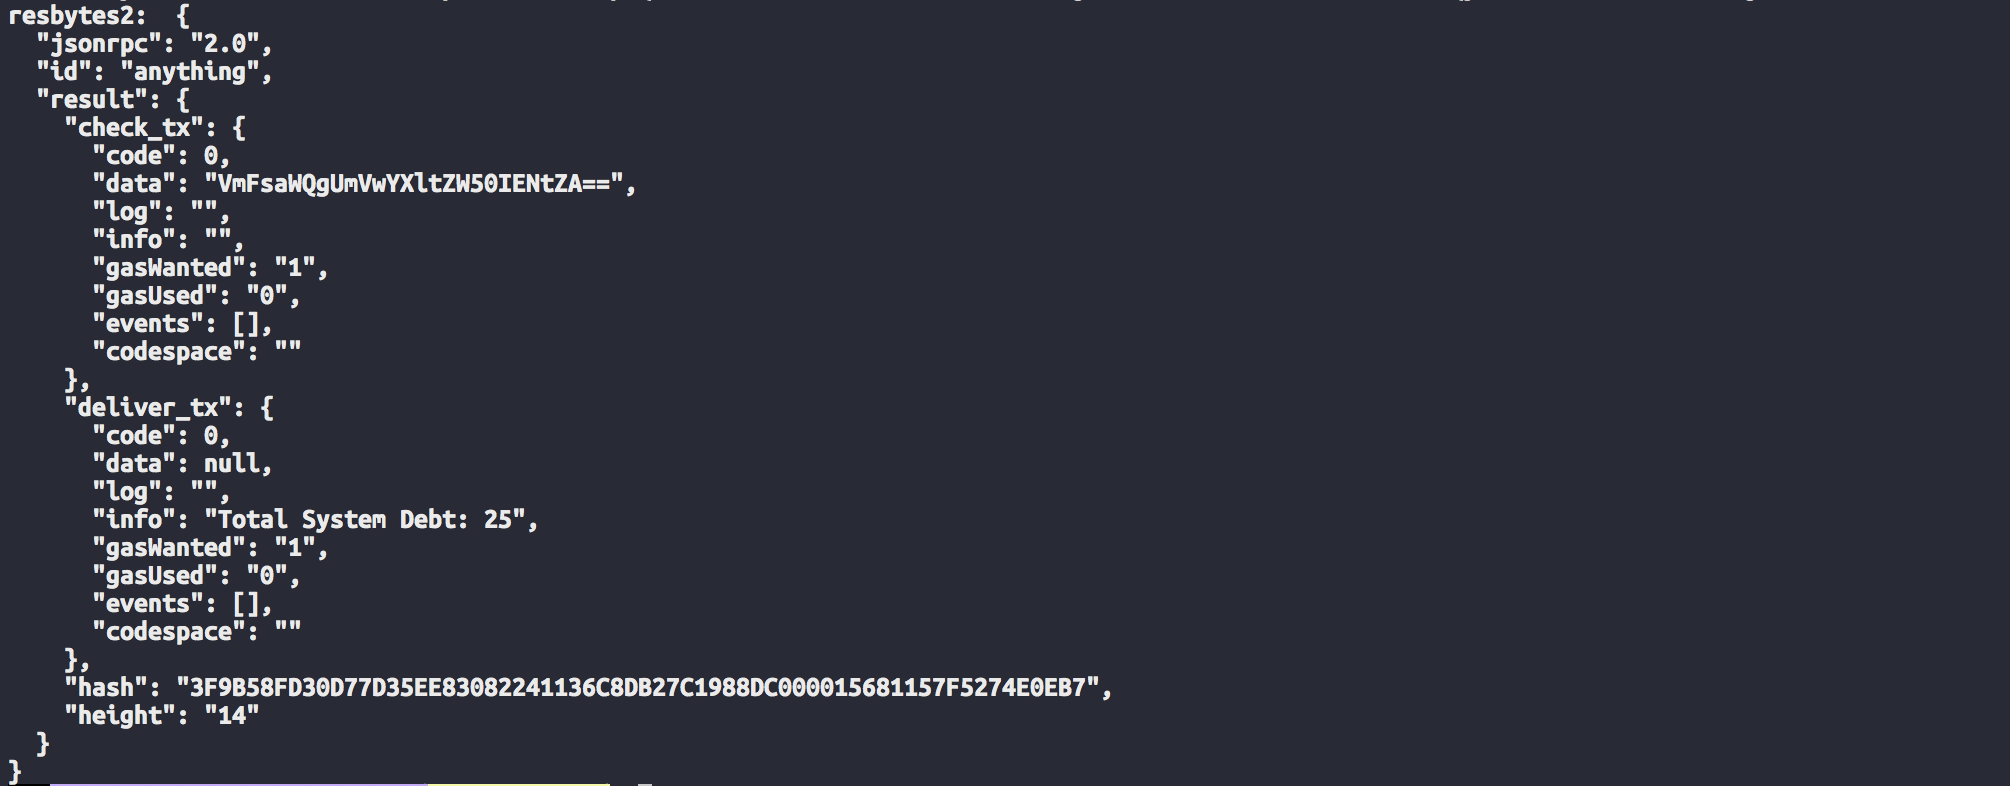 resbytes2:  {
  "jsonrpc": "2.0",
  "id": "anything",
  "result": {
    "check_tx": {
      "code": 0,
      "data": "VmFsaWQgUmVwYXltZW50IENtZA==",
      "log": "",
      "info": "",
      "gasWanted": "1",
      "gasUsed": "0",
      "events": [],
      "codespace": ""
    },
    "deliver_tx": {
      "code": 0,
      "data": null,
      "log": "",
      "info": "Total System Debt: 25",
      "gasWanted": "1",
      "gasUsed": "0",
      "events": [],
      "codespace": ""
    },
    "hash": "3F9B58FD30D77D35EE83082241136C8DB27C1988DC000015681157F5274E0EB7",
    "height": "14"
  }
}